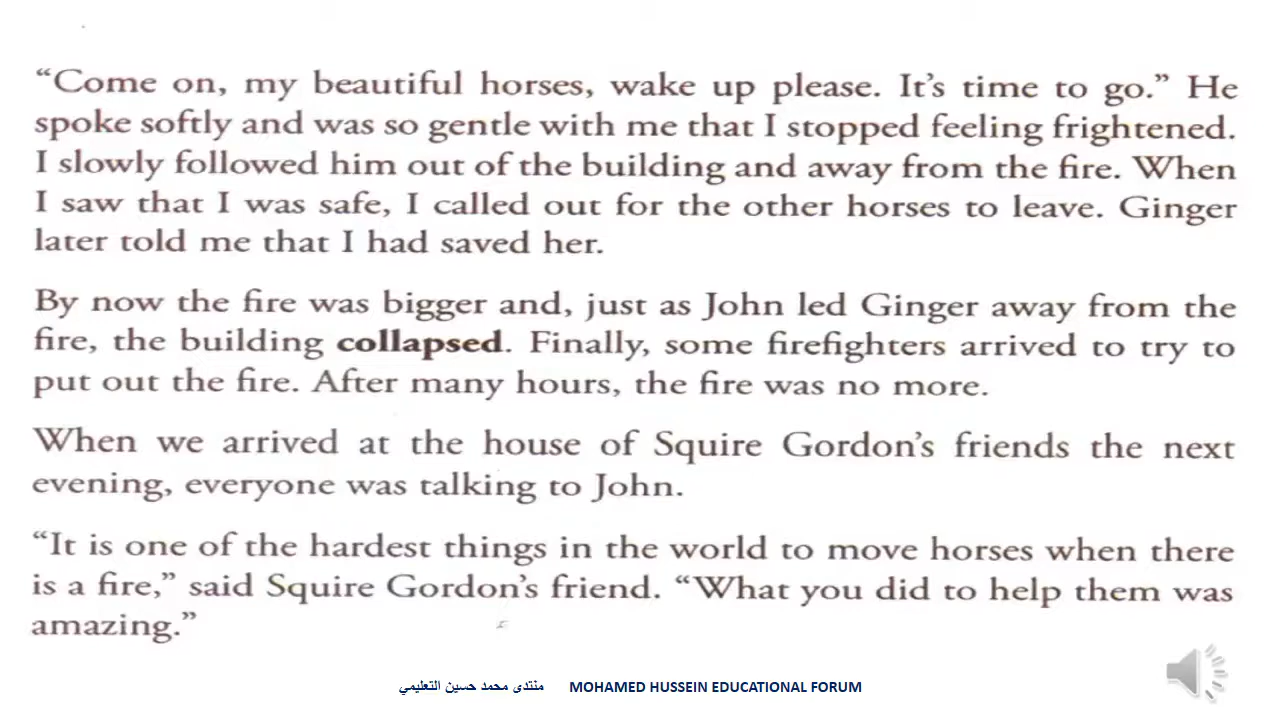 “Come on, my beautiful horses, wake up please. It’s time to go.” He
spoke softly and was so gentle with me that I stopped feeling frightened.
I slowly followed him out of the building and away from the fire. When
I saw that I was safe, I called out for the other horses to leave. Ginger
later told me that I had saved her.
By now the fire was bigger and, just as John led Ginger away from the
fire, the building collapsed. Finally, some firefighters arrived to try to
put out the fire. After many hours, the fire was no more.
When we arrived at the house of Squire Gordon’s friends the next
evening, everyone was talking to John.
“It is one of the hardest things in the world to move horses when there
is a fire,” said Squire Gordon’s friend. “What you did to help them was
amazing.”
منتدى محمد حسين التعليمي MOHAMED HUSSEIN EDUCATIONAL FORUM